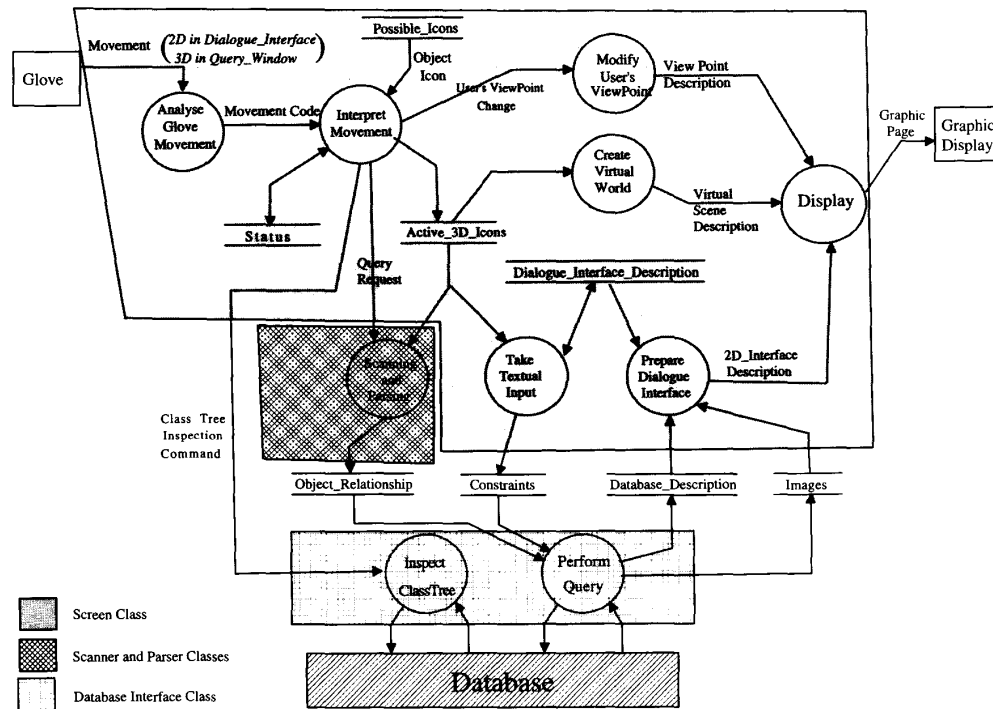 Glove
Movement
(2D in Dialogue_Interface)
3D in Query_Window
Possible_Icons
Object
Icon
Analyse
Glove
Movement
Movement Code
Interpret
Movement
User's ViewPoint
Change
Modify
User's
ViewPoint
View Point
Description
Graphic
Page
Graphic
Display
Create
Virtual
World
Virtual
Scene
Description
Display
Status
Active_3D_Icons
Query
Request
Dialogue_Interface_Description
Scanning
and
Parsing
Take
Textual
Input
Prepare
Dialogue
Interface
2D_Interface
Description
Class Tree
Inspection
Command
Object_Relationship
Constraints
Database_Description
Images
Inspect
ClassTree
Perform
Query
Screen Class
Scanner and Parser Classes
Database Interface Class
Database